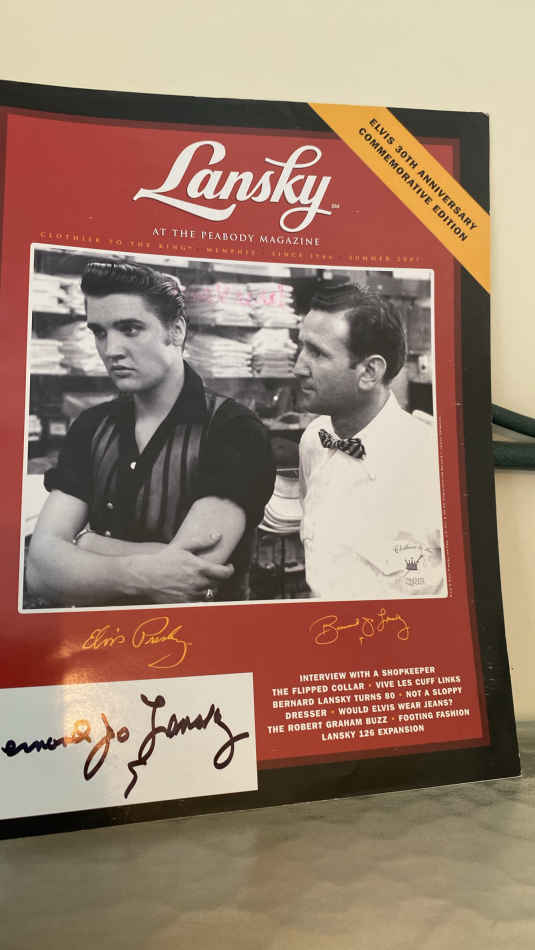 ELVIS 30TH ANNIVERSARY
COMMEMORATIVE EDITION
Lansky SM
AT THE PEABODY MAGAZINE
CLOTHIER TO THE KING MEMPHIS SINCE 1946 SUMMER 2007
Elvis Presley
Bernard J. Lansky
INTERVIEW WITH A SHOPKEEPER
THE FLIPPED COLLAR • VIVE LES CUFF LINKS
BERNARD LANSKY TURNS 80 • NOT A SLOPPY
DRESSER • WOULD ELVIS WEAR JEANS?
THE ROBERT GRAHAM BUZZ • FOOTING FASHION
LANSKY 126 EXPANSION
ernard Jo Lansky